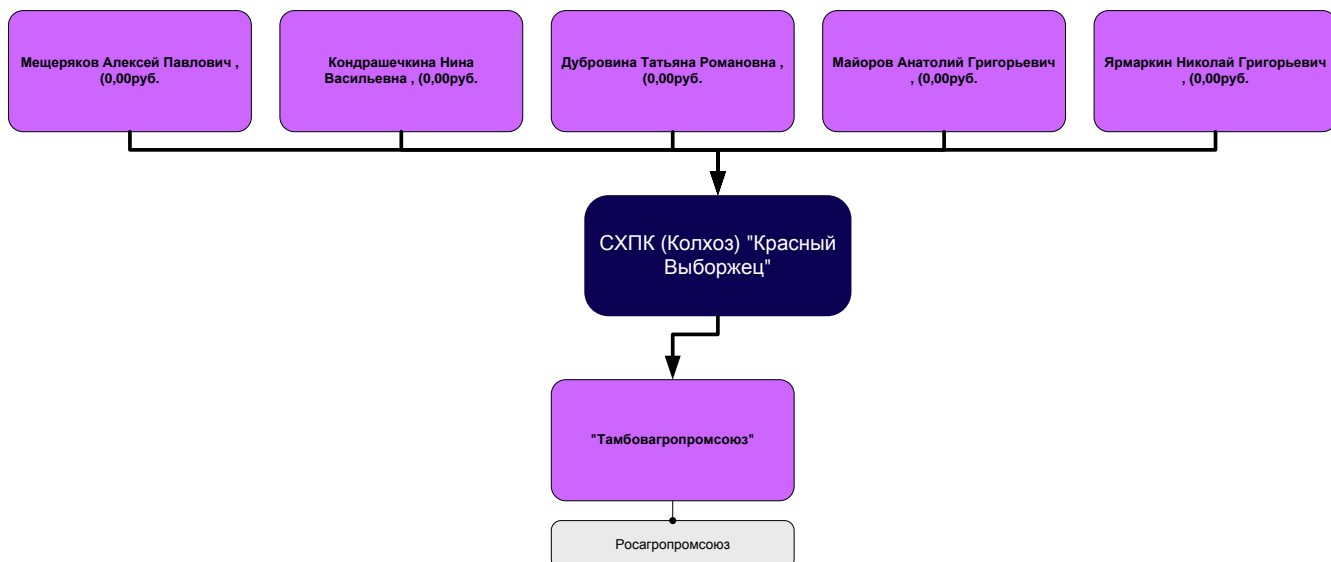 Мещеряков Алексей Павлович ,
(0,00руб.
Кондрашечкина Нина
Васильевна , (0,00руб.
Дубровина Татьяна Романовна ,
(0,00руб.
Майоров Анатолий Григорьевич
, (0,00руб.
Ярмаркин Николай Григорьевич
, (0,00руб.
СХПК (Колхоз) "Красный
Выборжец"
"Тамбовагропромсоюз"
Росагропромсоюз